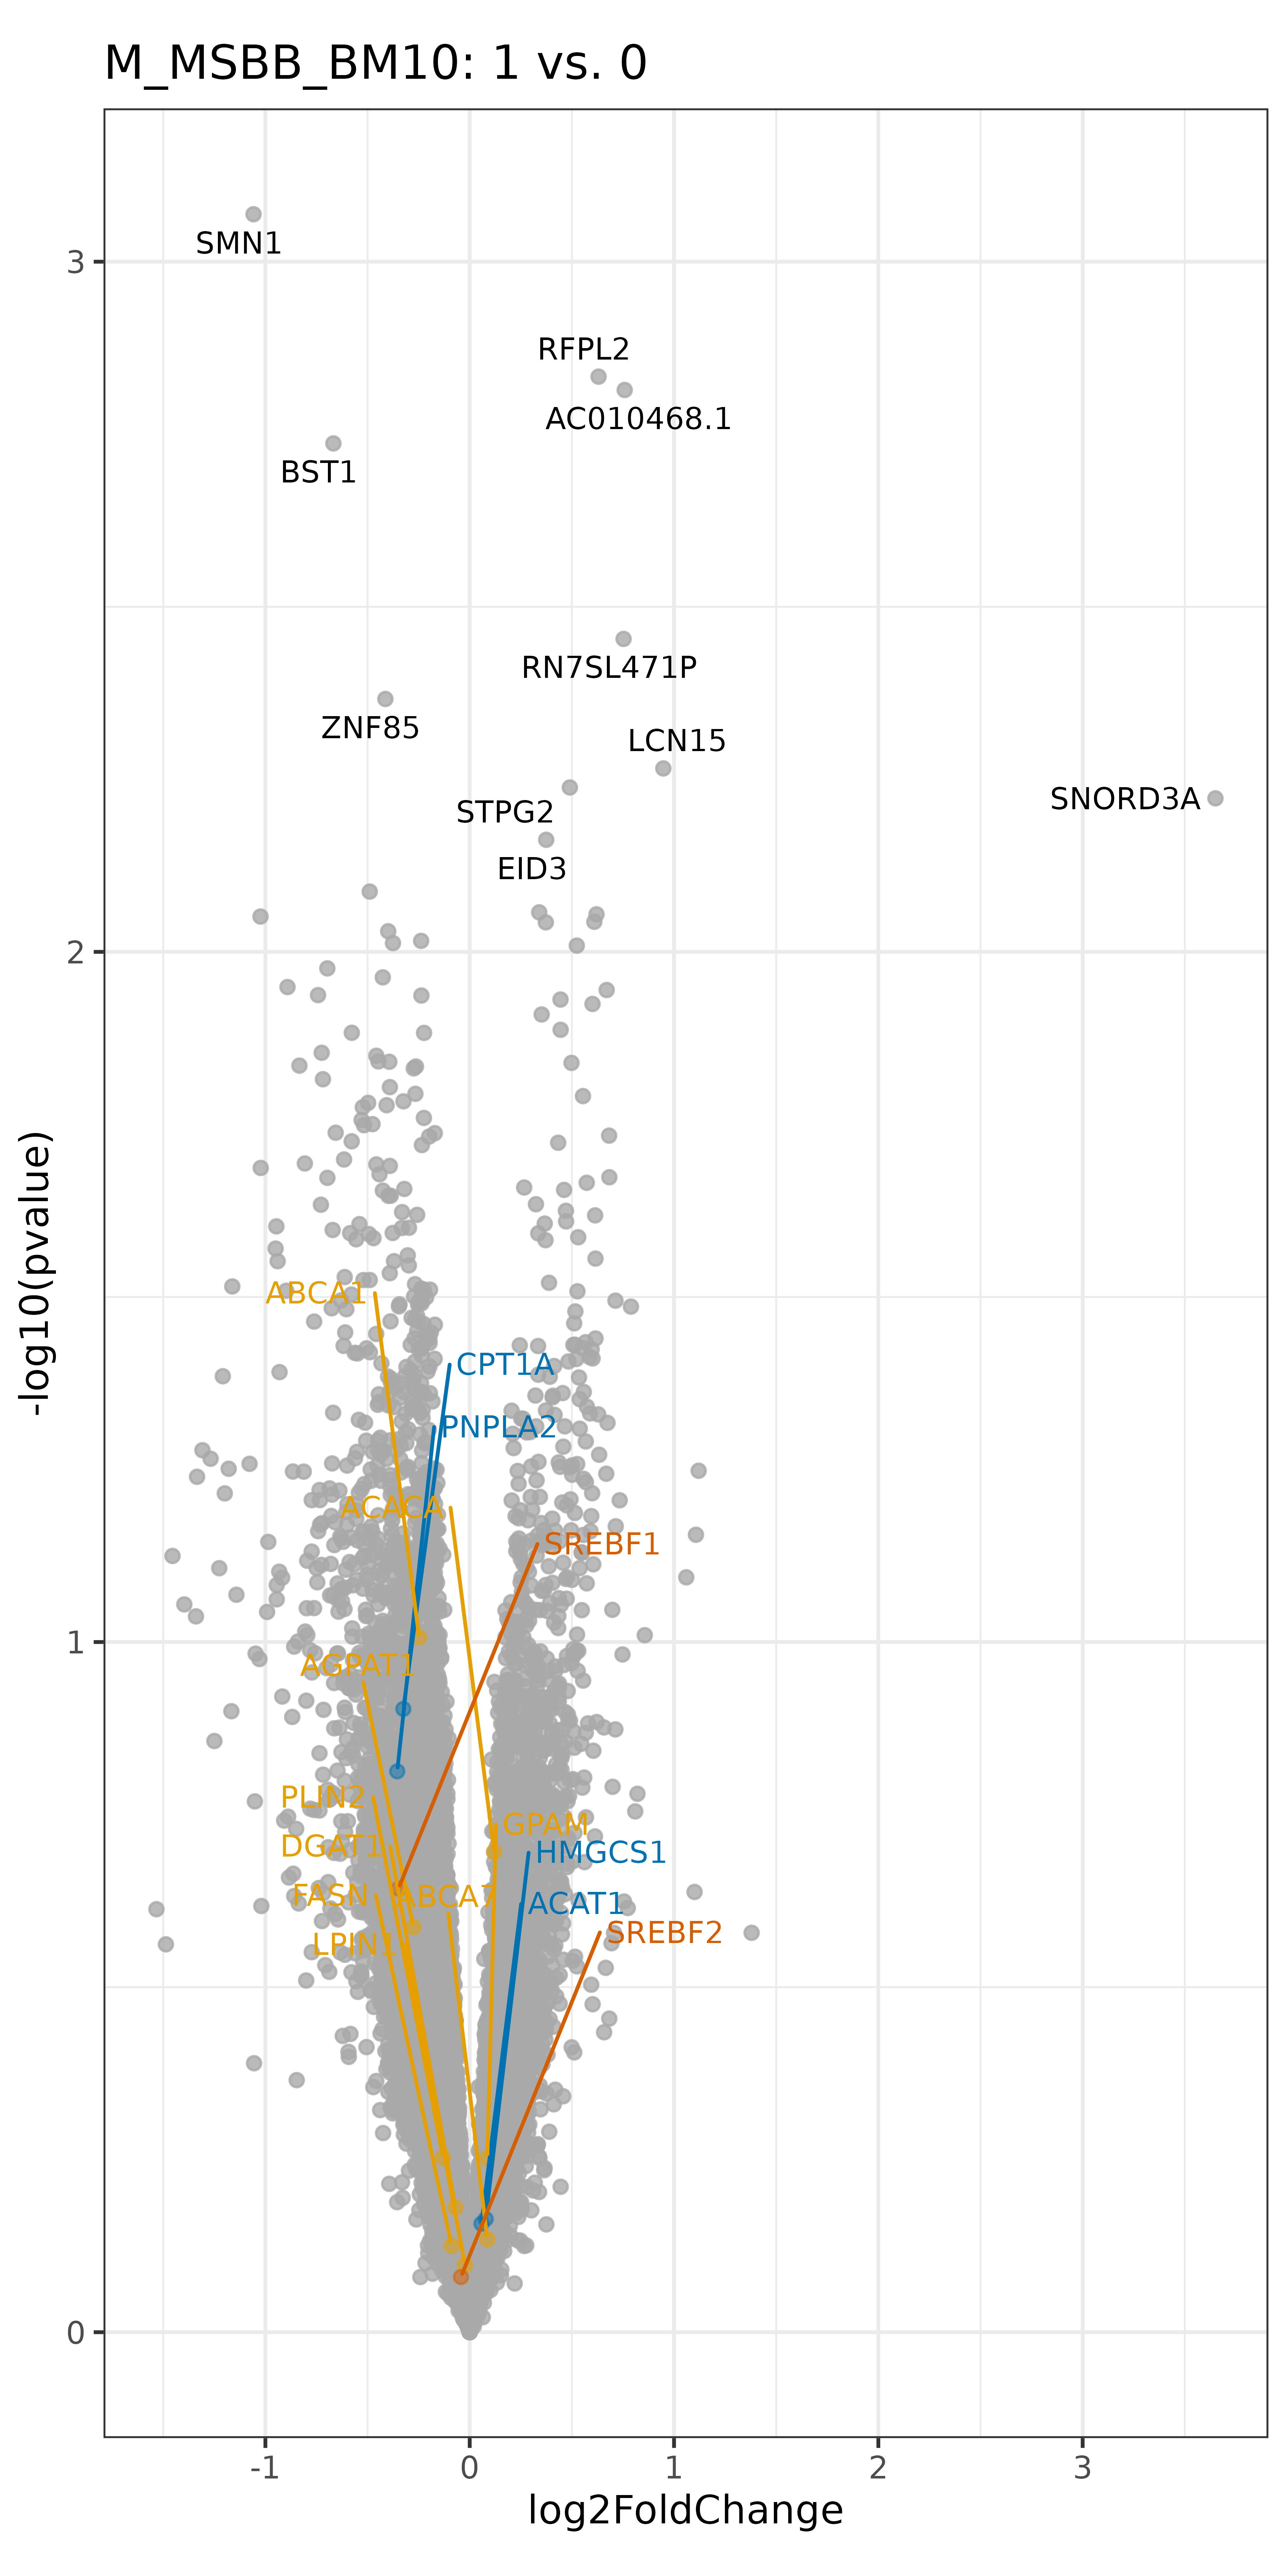 M_MSBB_BM10: 1 vs. 0
SMN1
3
RFPL2
AC010468.1
BST1
RN7SL471P
ZNF85
LCN15
STPG2
SNORD3A
EID3
2
-log10(pvalue)
ABCA1
CPT1A
PNPLA2
ACACA
SREBF1
1
AGPAT1
PLIN2
GPAM
DGAT1
HMGCS1
FASN
ABCA7
ACAT1
LPIN1
SREBF2
0
-1 0 1 2 3
log2FoldChange